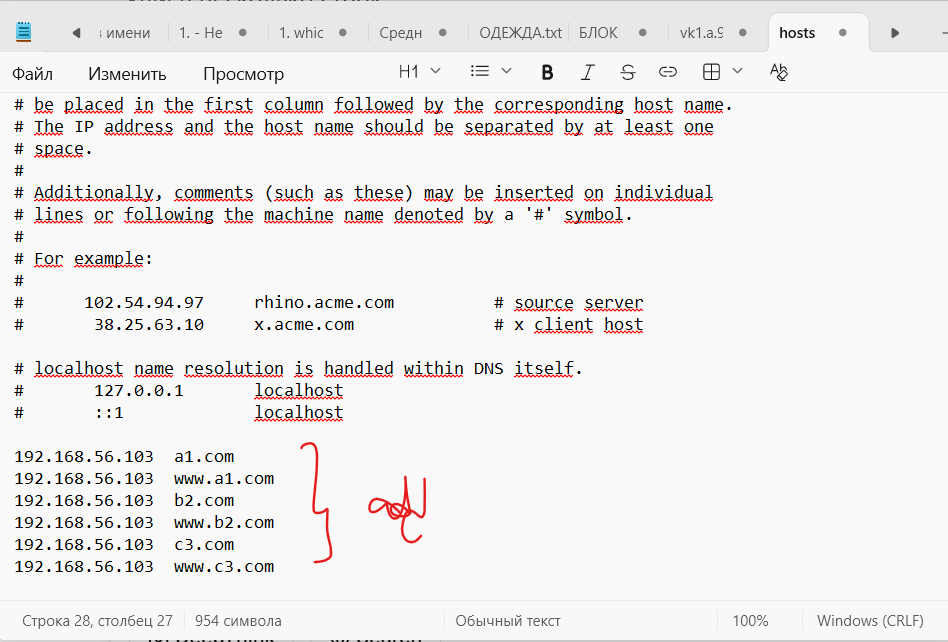 : имени 1. - Не 1. whic Средн ОДЕЖДА.txt БЛОК vk1.a.9 hosts
Файл Изменить Просмотр H1 B I S
# be placed in the first column followed by the corresponding host name.
# The IP address and the host name should be separated by at least one
# space.
#
# Additionally, comments (such as these) may be inserted on individual
# lines or following the machine name denoted by a '#' symbol.
#
# For example:
#
#      102.54.94.97     rhino.acme.com          # source server
#       38.25.63.10     x.acme.com              # x client host

# localhost name resolution is handled within DNS itself.
#       127.0.0.1       localhost
#       ::1             localhost

192.168.56.103  a1.com
192.168.56.103  www.a1.com
192.168.56.103  b2.com
192.168.56.103  www.b2.com
192.168.56.103  c3.com
192.168.56.103  www.c3.com
Строка 28, столбец 27 954 символа Обычный текст 100% Windows (CRLF)